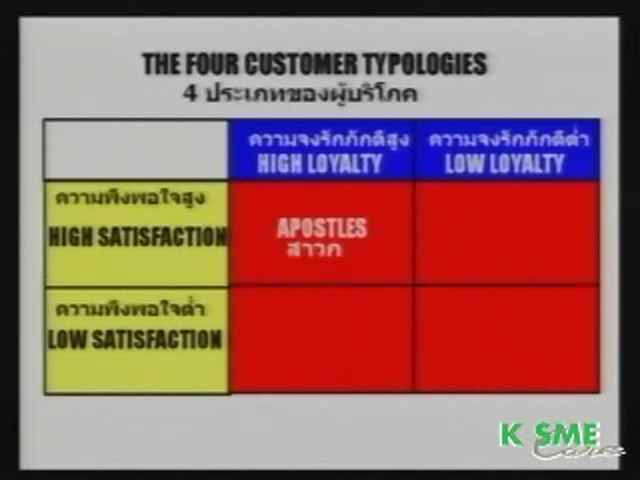 THE FOUR CUSTOMER TYPOLOGIES
4 ประเภทของผู้บริโภค
ความจงรักภักดีสูง
HIGH LOYALTY
ความจงรักภักดีต่ำ
LOW LOYALTY
ความพึงพอใจสูง
HIGH SATISFACTION
APOSTLES
สาวก
ความพึงพอใจต่ำ
LOW SATISFACTION
K SME
Care